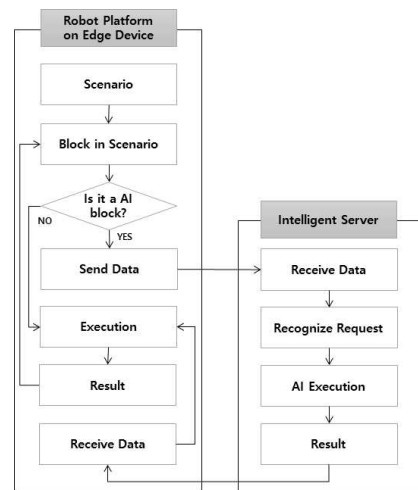 Robot Platform
on Edge Device
Scenario
Block in Scenario
Is it a AI
block?
NO
YES
Send Data
Execution
Result
Receive Data
Intelligent Server
Receive Data
Recognize Request
AI Execution
Result